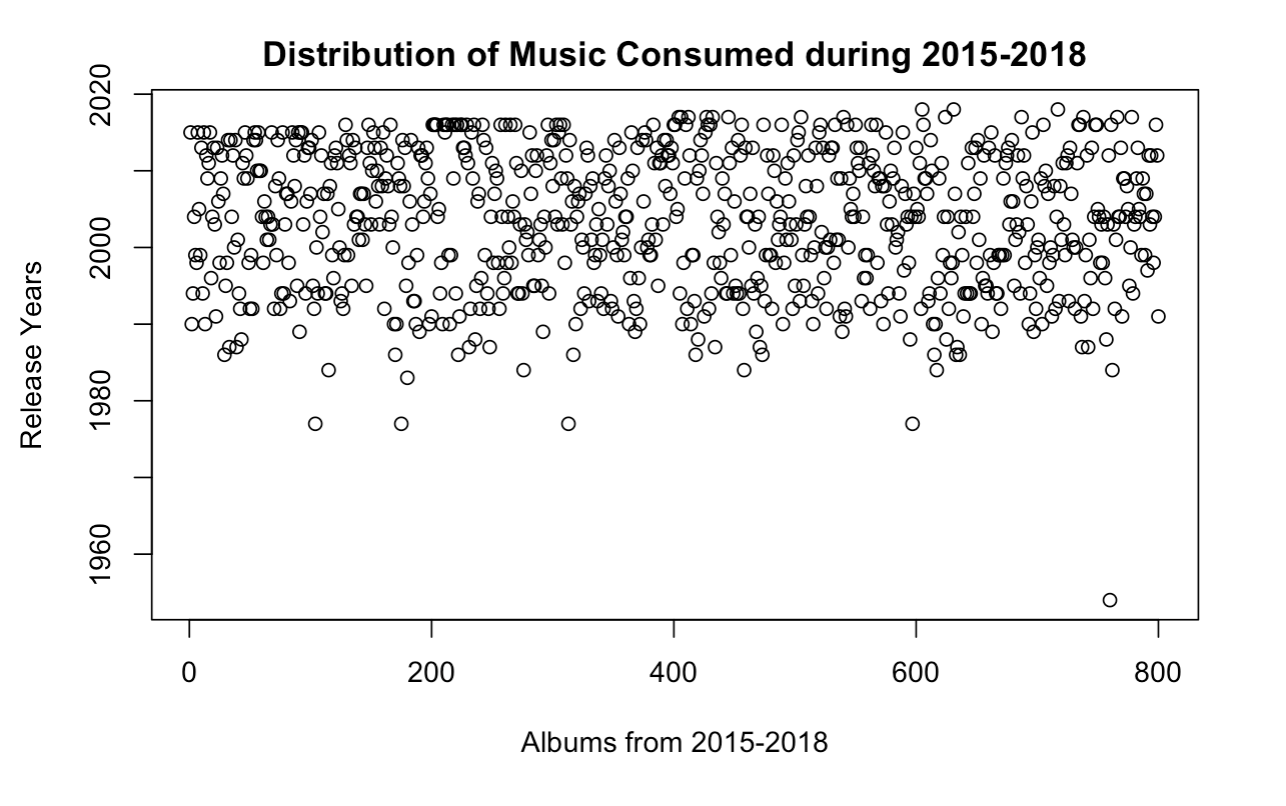 Distribution of Music Consumed during 2015-2018
Release Years
2020
2000
1980
1960
0 200 400 600 800
Albums from 2015-2018